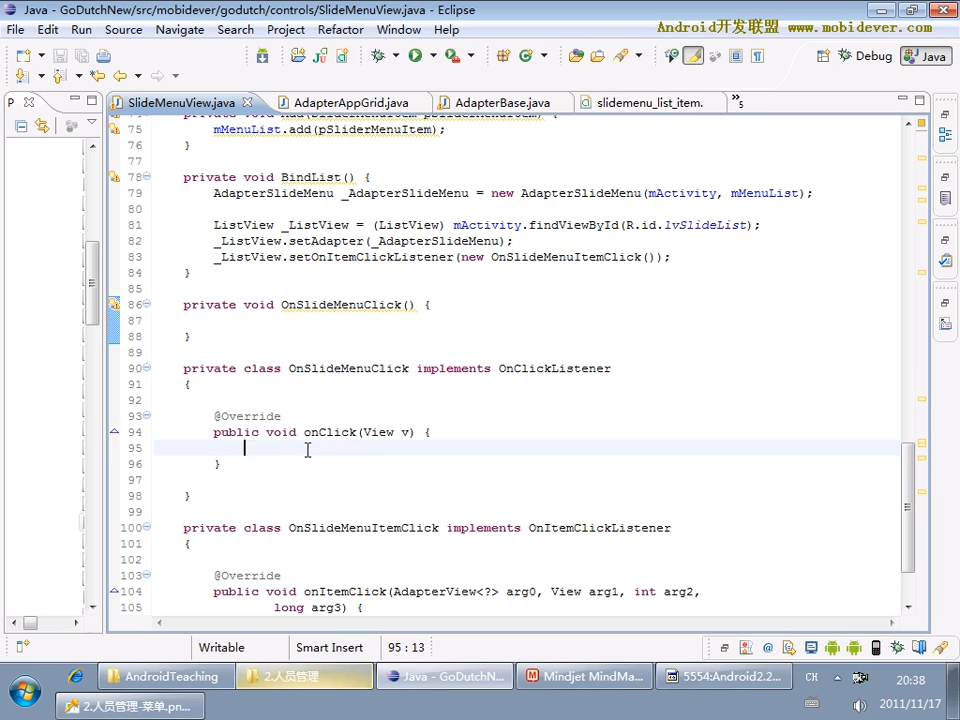 Java - GoDutchNew/src/mobidever/godutch/controls/SlideMenuView.java - Eclipse
File Edit Run Source Navigate Search Project Refactor Window Help
Android开发联盟 www.mobidever.com
Debug Java
P SlideMenuView.java AdapterAppGrid.java AdapterBase.java slidemenu_list_item. »5
75 mMenuList.add(pSliderMenuItem);
76 }
77
78 private void BindList() {
79 AdapterSlideMenu _AdapterSlideMenu = new AdapterSlideMenu(mActivity, mMenuList);
80
81 ListView _ListView = (ListView) mActivity.findViewById(R.id.lvSlideList);
82 _ListView.setAdapter(_AdapterSlideMenu);
83 _ListView.setOnItemClickListener(new OnSlideMenuItemClick());
84 }
85
86 private void OnSlideMenuClick() {
87
88 }
89
90 private class OnSlideMenuClick implements OnClickListener
91 {
92
93 @Override
94 public void onClick(View v) {
95
96 }
97
98 }
99
100 private class OnSlideMenuItemClick implements OnItemClickListener
101 {
102
103 @Override
104 public void onItemClick(AdapterView<?> arg0, View arg1, int arg2,
105 long arg3) {
Writable Smart Insert 95 : 13
AndroidTeaching 2.人员管理 Java - GoDutchN... Mindjet MindMa... 5554:Android2.2... CH 20:38
2.人员管理-菜单.pn... 2011/11/17